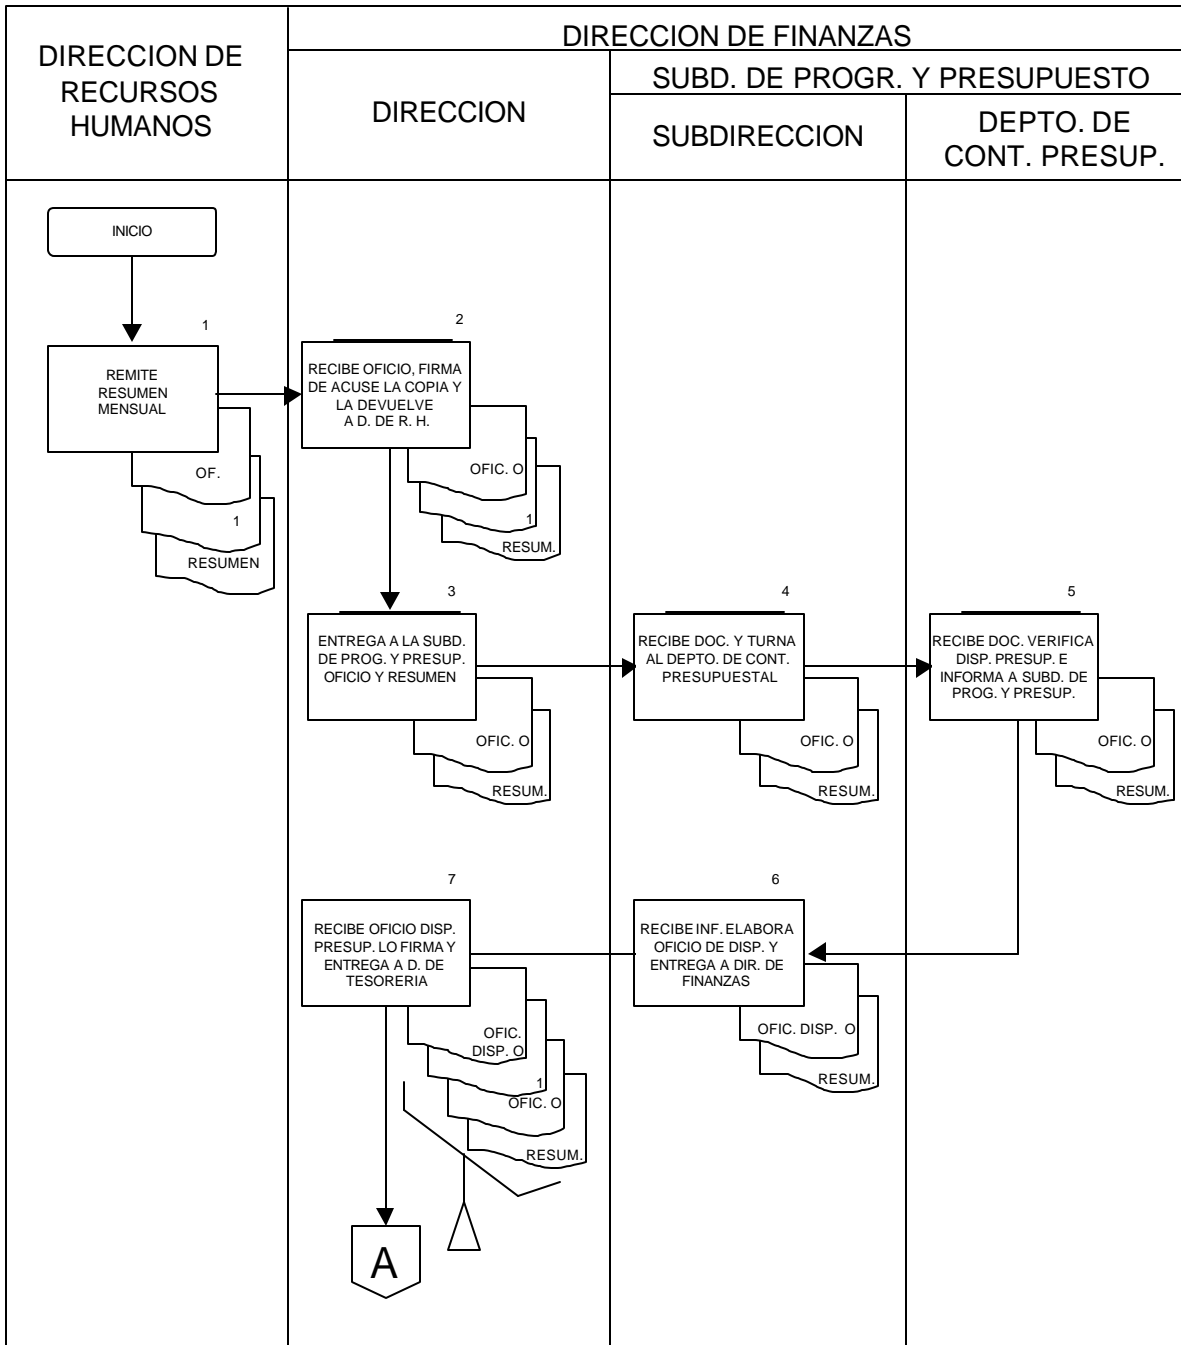 DIRECCION DE
RECURSOS
HUMANOS
DIRECCION DE FINANZAS
DIRECCION
SUBD. DE PROGR. Y PRESUPUESTO
SUBDIRECCION
DEPTO. DE
CONT. PRESUP.
INICIO
1
REMITE
RESUMEN
MENSUAL
OF.
1
RESUMEN
2
RECIBE OFICIO, FIRMA
DE ACUSE LA COPIA Y
LA DEVUELVE
A D. DE R. H.
OFIC. O
1
RESUM.
3
ENTREGA A LA SUBD.
DE PROG. Y PRESUP.
OFICIO Y RESUMEN
OFIC. O
RESUM.
4
RECIBE DOC. Y TURNA
AL DEPTO. DE CONT.
PRESUPUESTAL
OFIC. O
RESUM.
5
RECIBE DOC. VERIFICA
DISP. PRESUP. E
INFORMA A SUBD. DE
PROG. Y PRESUP.
OFIC. O
RESUM.
6
RECIBE INF. ELABORA
OFICIO DE DISP. Y
ENTREGA A DIR. DE
FINANZAS
OFIC. DISP. O
RESUM.
7
RECIBE OFICIO DISP.
PRESUP. LO FIRMA Y
ENTREGA A D. DE
TESORERIA
OFIC.
DISP. O
1
OFIC. O
RESUM.
A